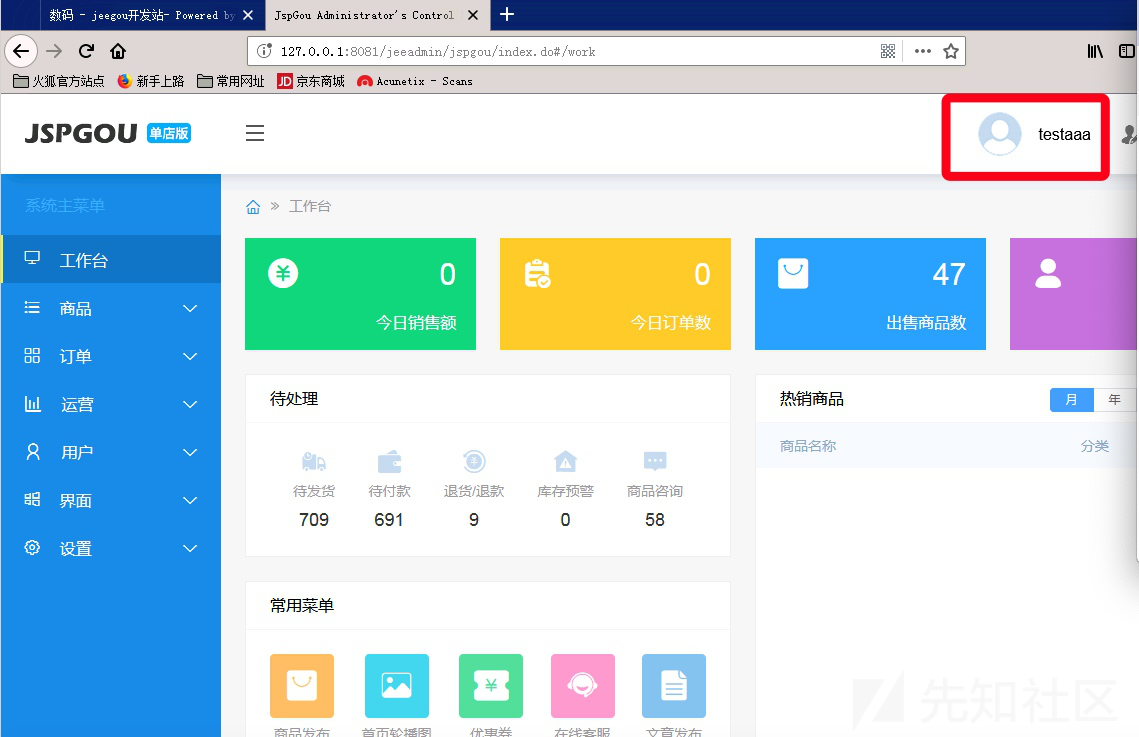 数码 - jeegou开发站- Powered by
JspGou Administrator's Control
127.0.0.1:8081/jeeadmin/jspgou/index.do#/work
火狐官方站点 新手上路 常用网址 JD 京东商城 Acunetix - Scans
JSPGOU 单店版
testaaa
系统主菜单
工作台
商品
订单
运营
用户
界面
设置
工作台
0
今日销售额
0
今日订单数
47
出售商品数
待处理
待发货 待付款 退货/退款 库存预警 商品咨询
709 691 9 0 58
热销商品
月 年
商品名称 分类
常用菜单
商品发布 首页轮播图 优惠券 在线客服 文章发布
先知社区